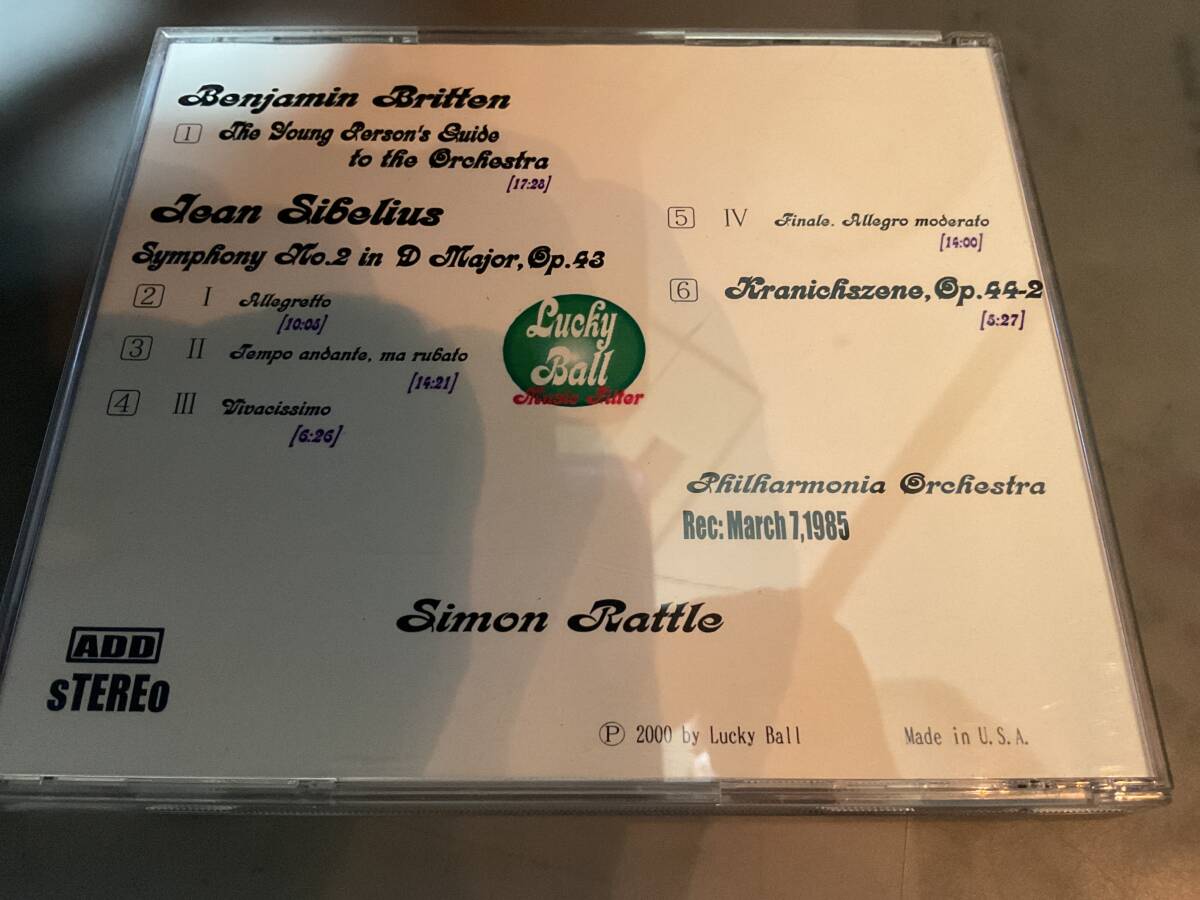 Benjamin Britten
1 The Young Person's Guide
to the Orchestra
[17:28]
Jean Sibelius
Symphony No.2 in D Major, Op.43
2 I Allegretto
[10:05]
3 II Tempo andante, ma rubato
[14:21]
4 III Vivacissimo
[6:26]
5 IV Finale. Allegro moderato
[14:00]
6 Kranichszene, Op.44-2
[5:27]
Lucky
Ball
Music
Philharmonia Orchestra
Rec: March 7,1985
Simon Rattle
ADD
sTEREo
Ⓟ 2000 by Lucky Ball
Made in U.S.A.